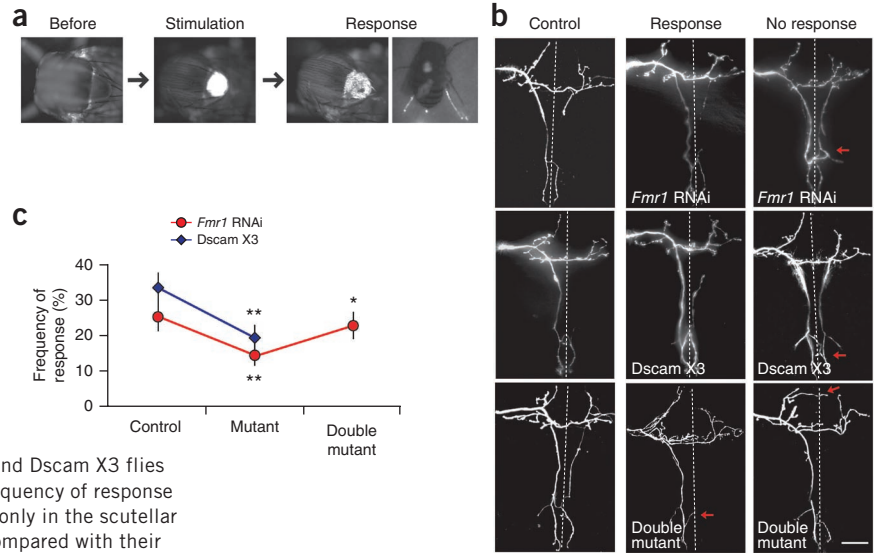 a
Before
Stimulation
Response
b
Control
Response
No response
Fmr1 RNAi
Fmr1 RNAi
Dscam X3
Dscam X3
Double
mutant
Double
mutant
c
Fmr1 RNAi
Dscam X3
Frequency of
response (%)
40
30
20
10
0
**
**
*
Control
Mutant
Double
mutant
nd Dscam X3 flies
quency of response
only in the scutellar
ompared with their